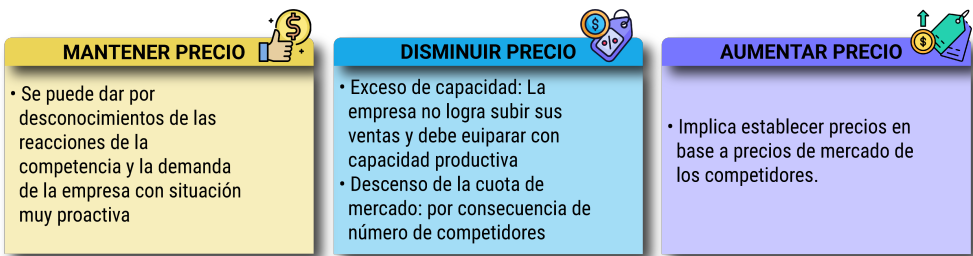 MANTENER PRECIO
• Se puede dar por
desconocimientos de las
reacciones de la
competencia y la demanda
de la empresa con situación
muy proactiva
DISMINUIR PRECIO
• Exceso de capacidad: La
empresa no logra subir sus
ventas y debe euiparar con
capacidad productiva
• Descenso de la cuota de
mercado: por consecuencia de
número de competidores
AUMENTAR PRECIO
• Implica establecer precios en
base a precios de mercado de
los competidores.